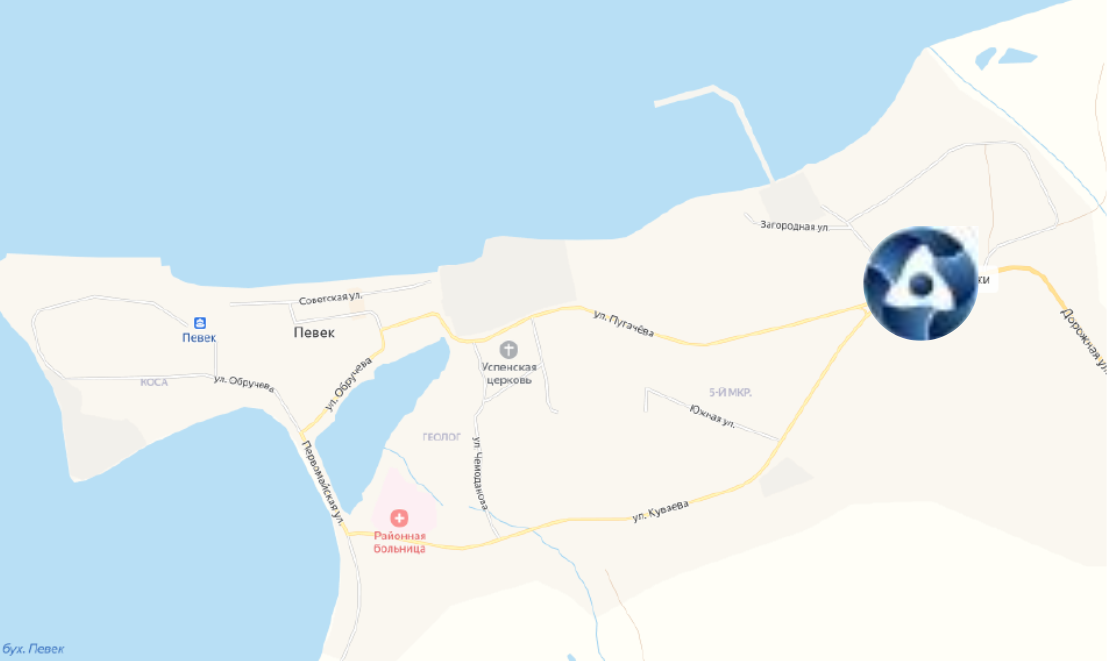 Загородная ул.
ки
Советская ул.
Певек
Певек
ул. Пугачёва
Дорожная ул.
Успенская
церковь
КОСА
ул. Обручева
ул. Обручева
5-Й МКР.
Южная ул.
ГЕОЛОГ
Первомайская ул.
ул. Чемоданова
ул. Куваева
Районная
больница
бух. Певек